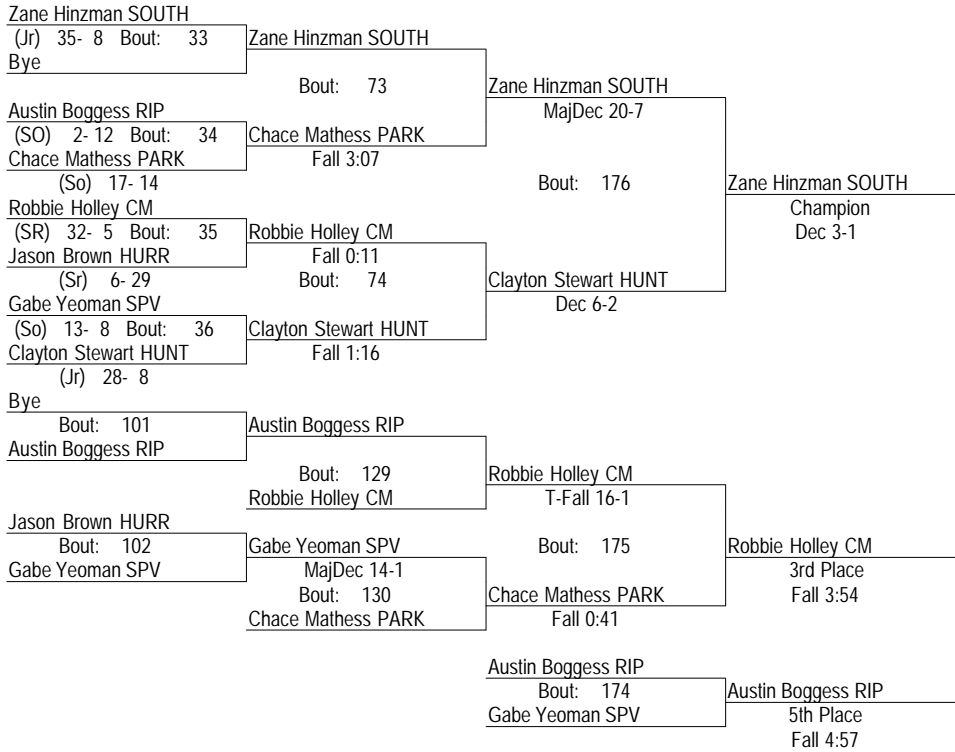 Zane Hinzman SOUTH
(Jr) 35- 8 Bout: 33 Zane Hinzman SOUTH
Bye
Bout: 73 Zane Hinzman SOUTH
Austin Boggess RIP MajDec 20-7
(SO) 2- 12 Bout: 34 Chace Mathess PARK
Chace Mathess PARK Fall 3:07
(So) 17- 14 Bout: 176 Zane Hinzman SOUTH
Robbie Holley CM Champion
(SR) 32- 5 Bout: 35 Robbie Holley CM Dec 3-1
Jason Brown HURR Fall 0:11
(Sr) 6- 29 Bout: 74 Clayton Stewart HUNT
Gabe Yeoman SPV Dec 6-2
(So) 13- 8 Bout: 36 Clayton Stewart HUNT
Clayton Stewart HUNT Fall 1:16
(Jr) 28- 8
Bye
Bout: 101 Austin Boggess RIP
Austin Boggess RIP
Bout: 129 Robbie Holley CM
Robbie Holley CM T-Fall 16-1
Jason Brown HURR
Bout: 102 Gabe Yeoman SPV Bout: 175 Robbie Holley CM
Gabe Yeoman SPV MajDec 14-1 3rd Place
Bout: 130 Chace Mathess PARK Fall 3:54
Chace Mathess PARK Fall 0:41
Austin Boggess RIP
Bout: 174 Austin Boggess RIP
Gabe Yeoman SPV 5th Place
Fall 4:57